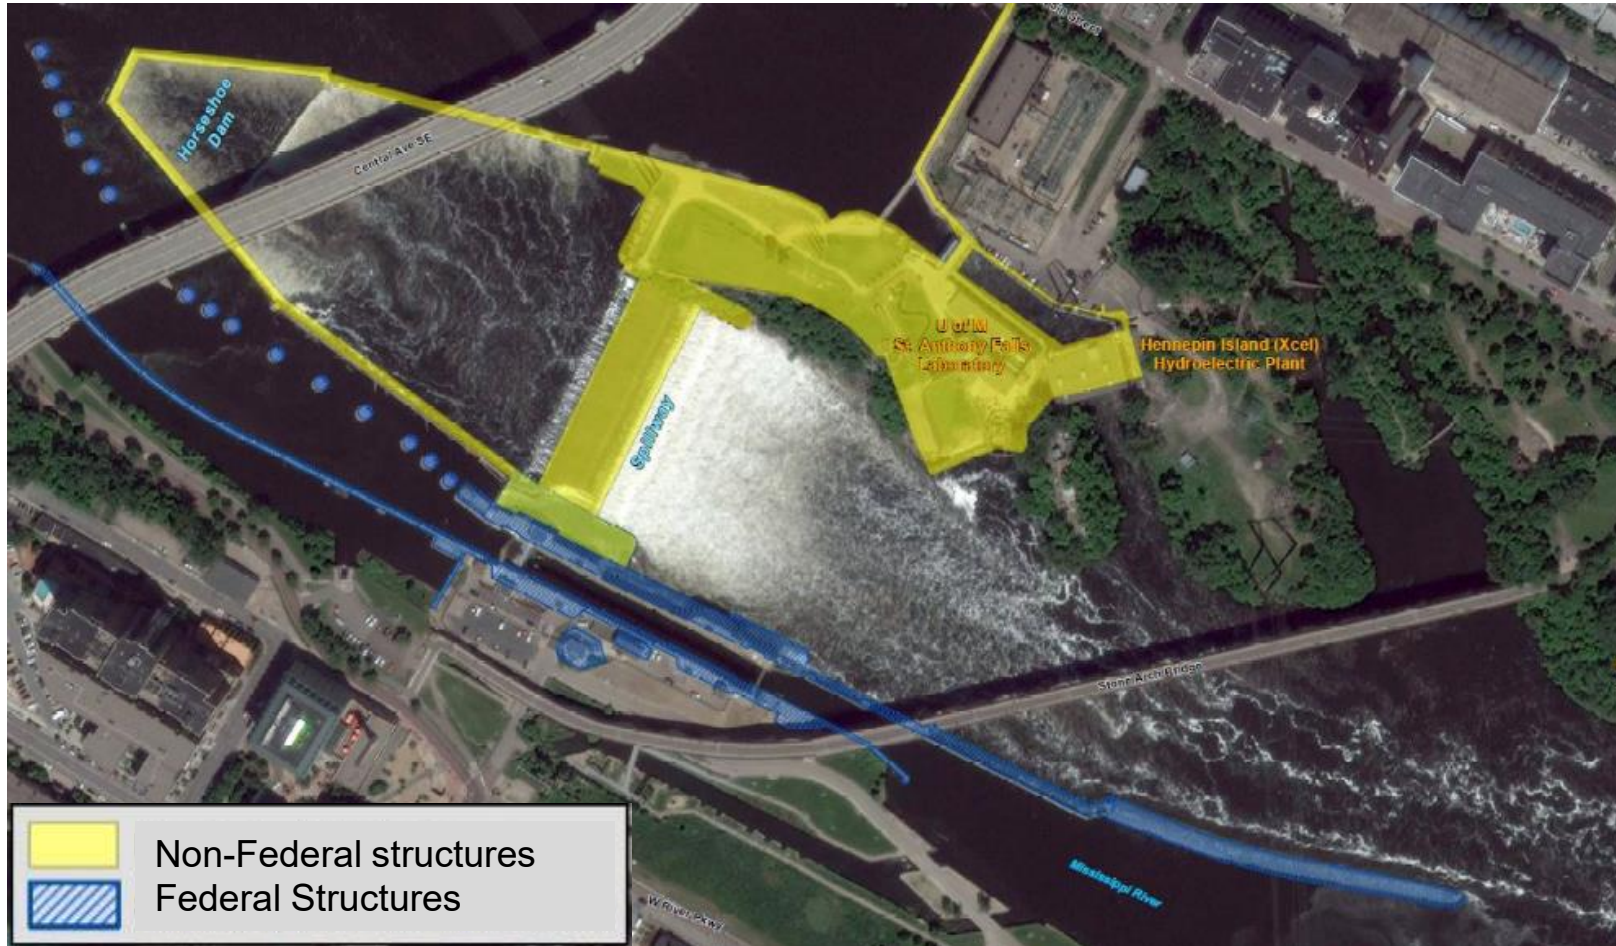 Horseshoe
Dam
Central Ave SE
U of M
St. Anthony Falls
Laboratory
Hennepin Island (Xcel)
Hydroelectric Plant
Spillway
Stone Arch Bridge
Mississippi River
W River Pkwy
Non-Federal structures
Federal Structures